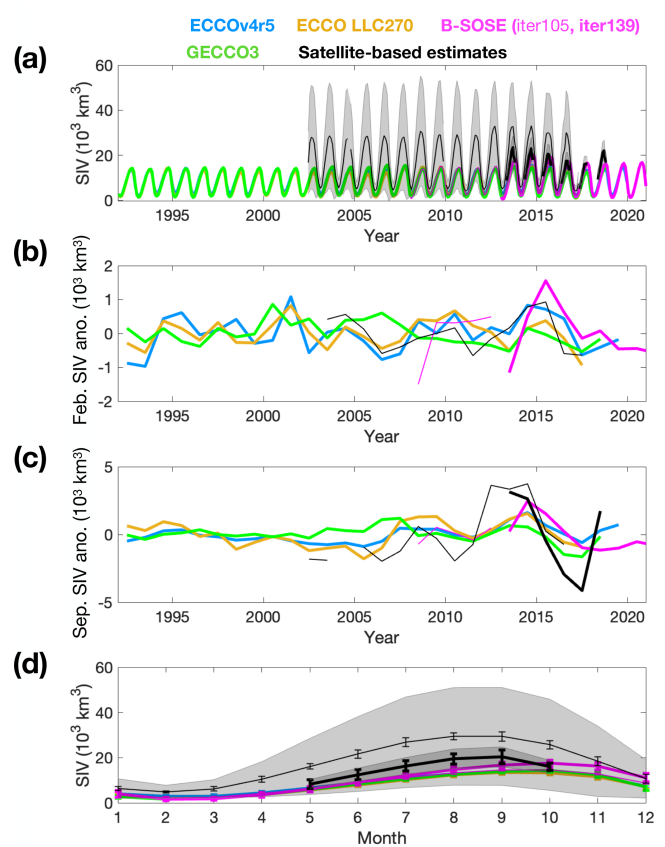 ECCOv4r5 ECCO LLC270 B-SOSE (iter105, iter139)
GECCO3 Satellite-based estimates
(a)
SIV (10³ km³)
60
40
20
0
1995 2000 2005 2010 2015 2020
Year
(b)
Feb. SIV ano. (10³ km³)
2
1
0
-1
-2
1995 2000 2005 2010 2015 2020
Year
(c)
Sep. SIV ano. (10³ km³)
5
0
-5
1995 2000 2005 2010 2015 2020
Year
(d)
SIV (10³ km³)
60
40
20
0
1 2 3 4 5 6 7 8 9 10 11 12
Month